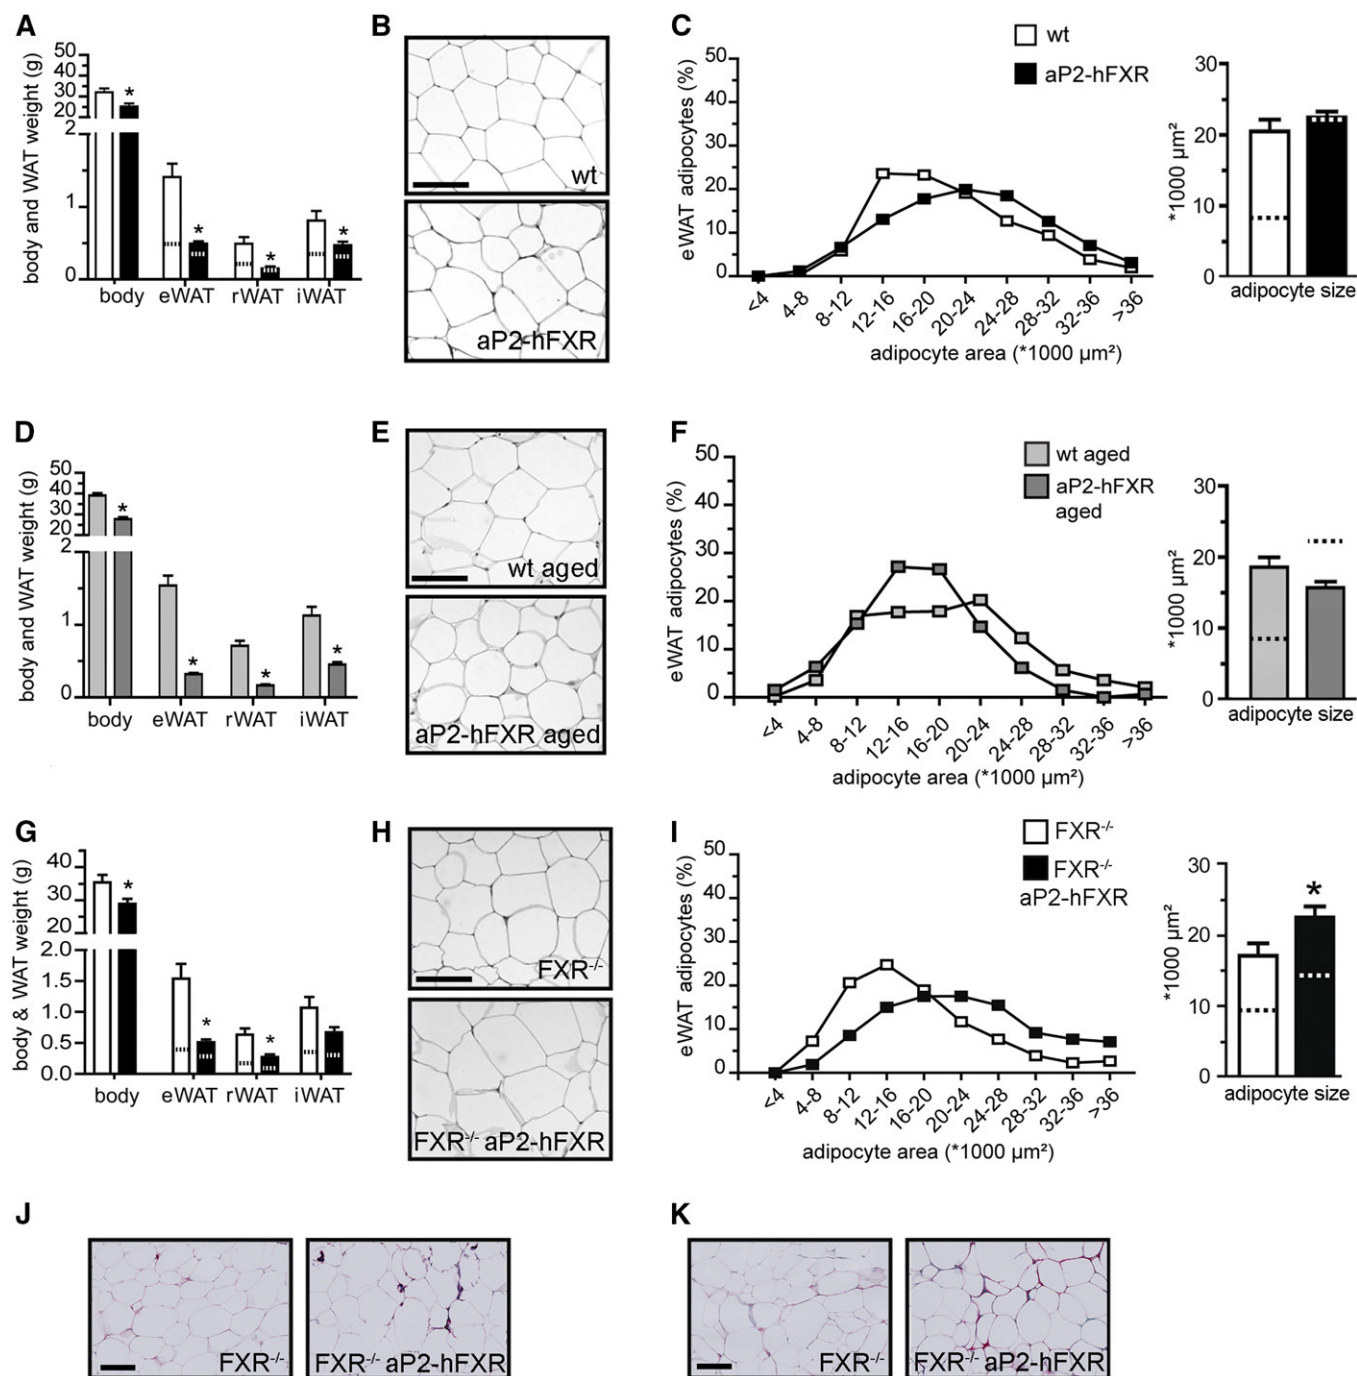 A
body and WAT weight (g)
50
40
30
20
2
1
0
*
*
*
*
body eWAT rWAT iWAT
B
wt
aP2-hFXR
C
wt
aP2-hFXR
eWAT adipocytes (%)
50
40
30
20
10
0
<4 4-8 8-12 12-16 16-20 20-24 24-28 28-32 32-36 >36
adipocyte area (*1000 µm²)
*1000 µm²
30
20
10
0
adipocyte size
D
body and WAT weight (g)
50
40
30
20
2
1
0
*
*
*
*
body eWAT rWAT iWAT
E
wt aged
aP2-hFXR aged
F
wt aged
aP2-hFXR
aged
eWAT adipocytes (%)
50
40
30
20
10
0
<4 4-8 8-12 12-16 16-20 20-24 24-28 28-32 32-36 >36
adipocyte area (*1000 µm²)
*1000 µm²
30
20
10
0
adipocyte size
G
body & WAT weight (g)
40
30
20
2.0
1.5
1.0
0.5
0.0
*
*
*
body eWAT rWAT iWAT
H
FXR⁻/⁻
FXR⁻/⁻ aP2-hFXR
I
FXR⁻/⁻
FXR⁻/⁻
aP2-hFXR
eWAT adipocytes (%)
50
40
30
20
10
0
<4 4-8 8-12 12-16 16-20 20-24 24-28 28-32 32-36 >36
adipocyte area (*1000 µm²)
*1000 µm²
30
20
10
0
*
adipocyte size
J
FXR⁻/⁻
FXR⁻/⁻ aP2-hFXR
K
FXR⁻/⁻
FXR⁻/⁻ aP2-hFXR